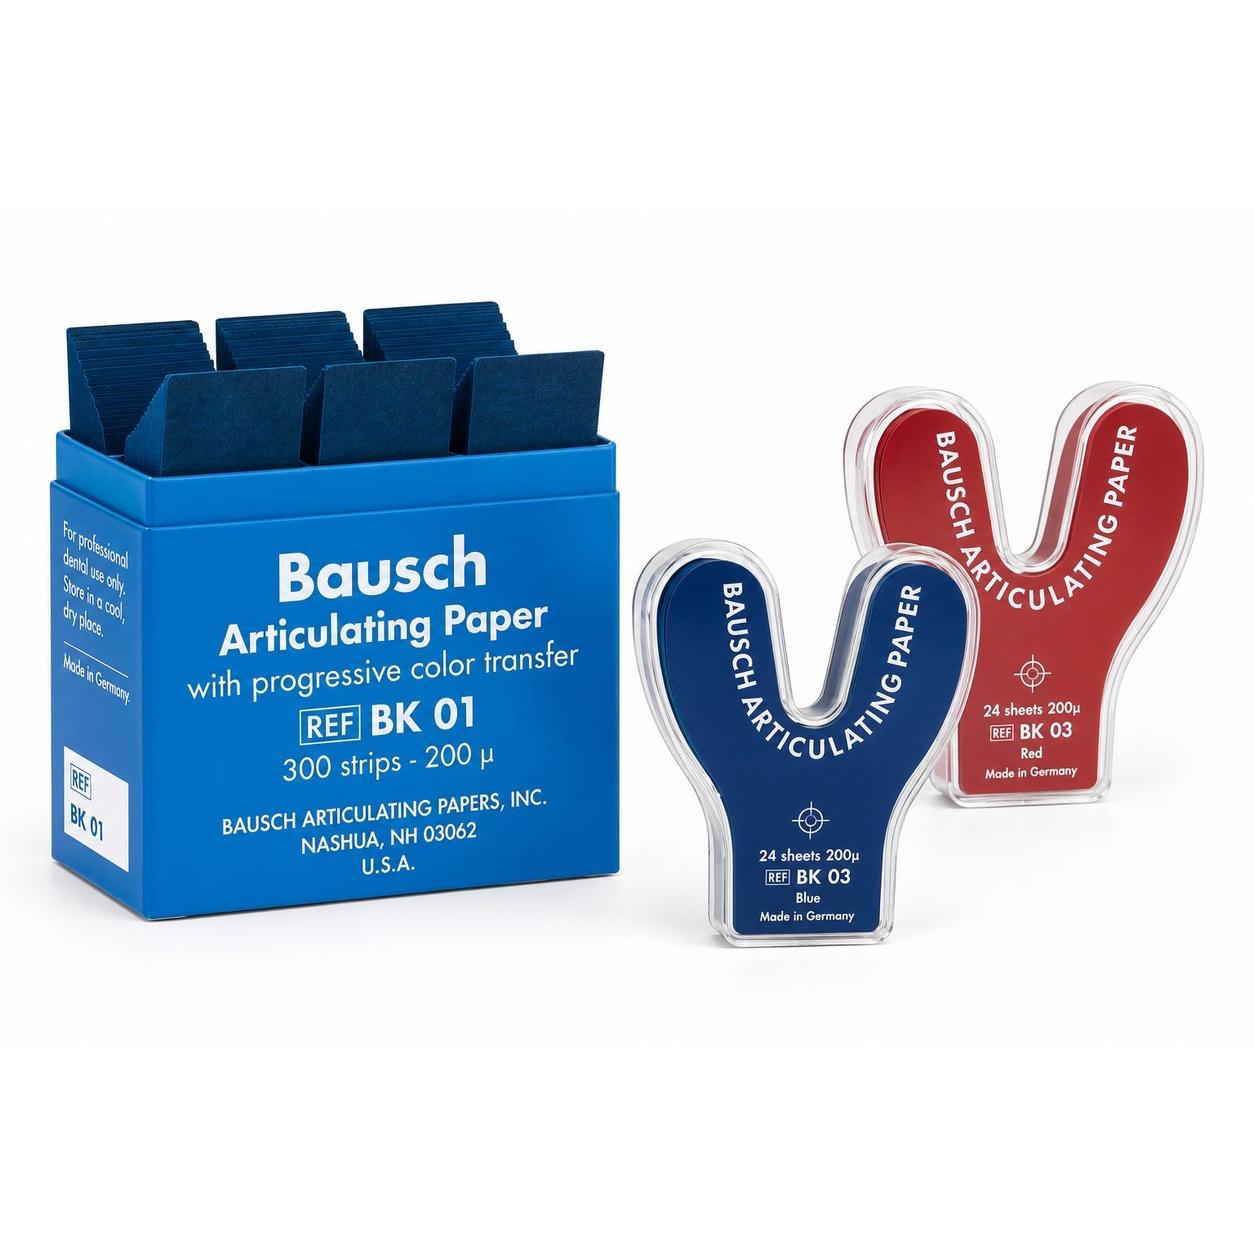 Bausch
Articulating Paper
with progressive color transfer
REF BK 01
300 strips - 200 µ
BAUSCH ARTICULATING PAPERS, INC.
NASHUA, NH 03062
U.S.A.
For professional
dental use only.
Store in a cool,
dry place.
Made in Germany.
REF
BK 01
BAUSCH ARTICULATING PAPER
24 sheets 200µ
REF BK 03
Blue
Made in Germany
BAUSCH ARTICULATING PAPER
24 sheets 200µ
REF BK 03
Red
Made in Germany